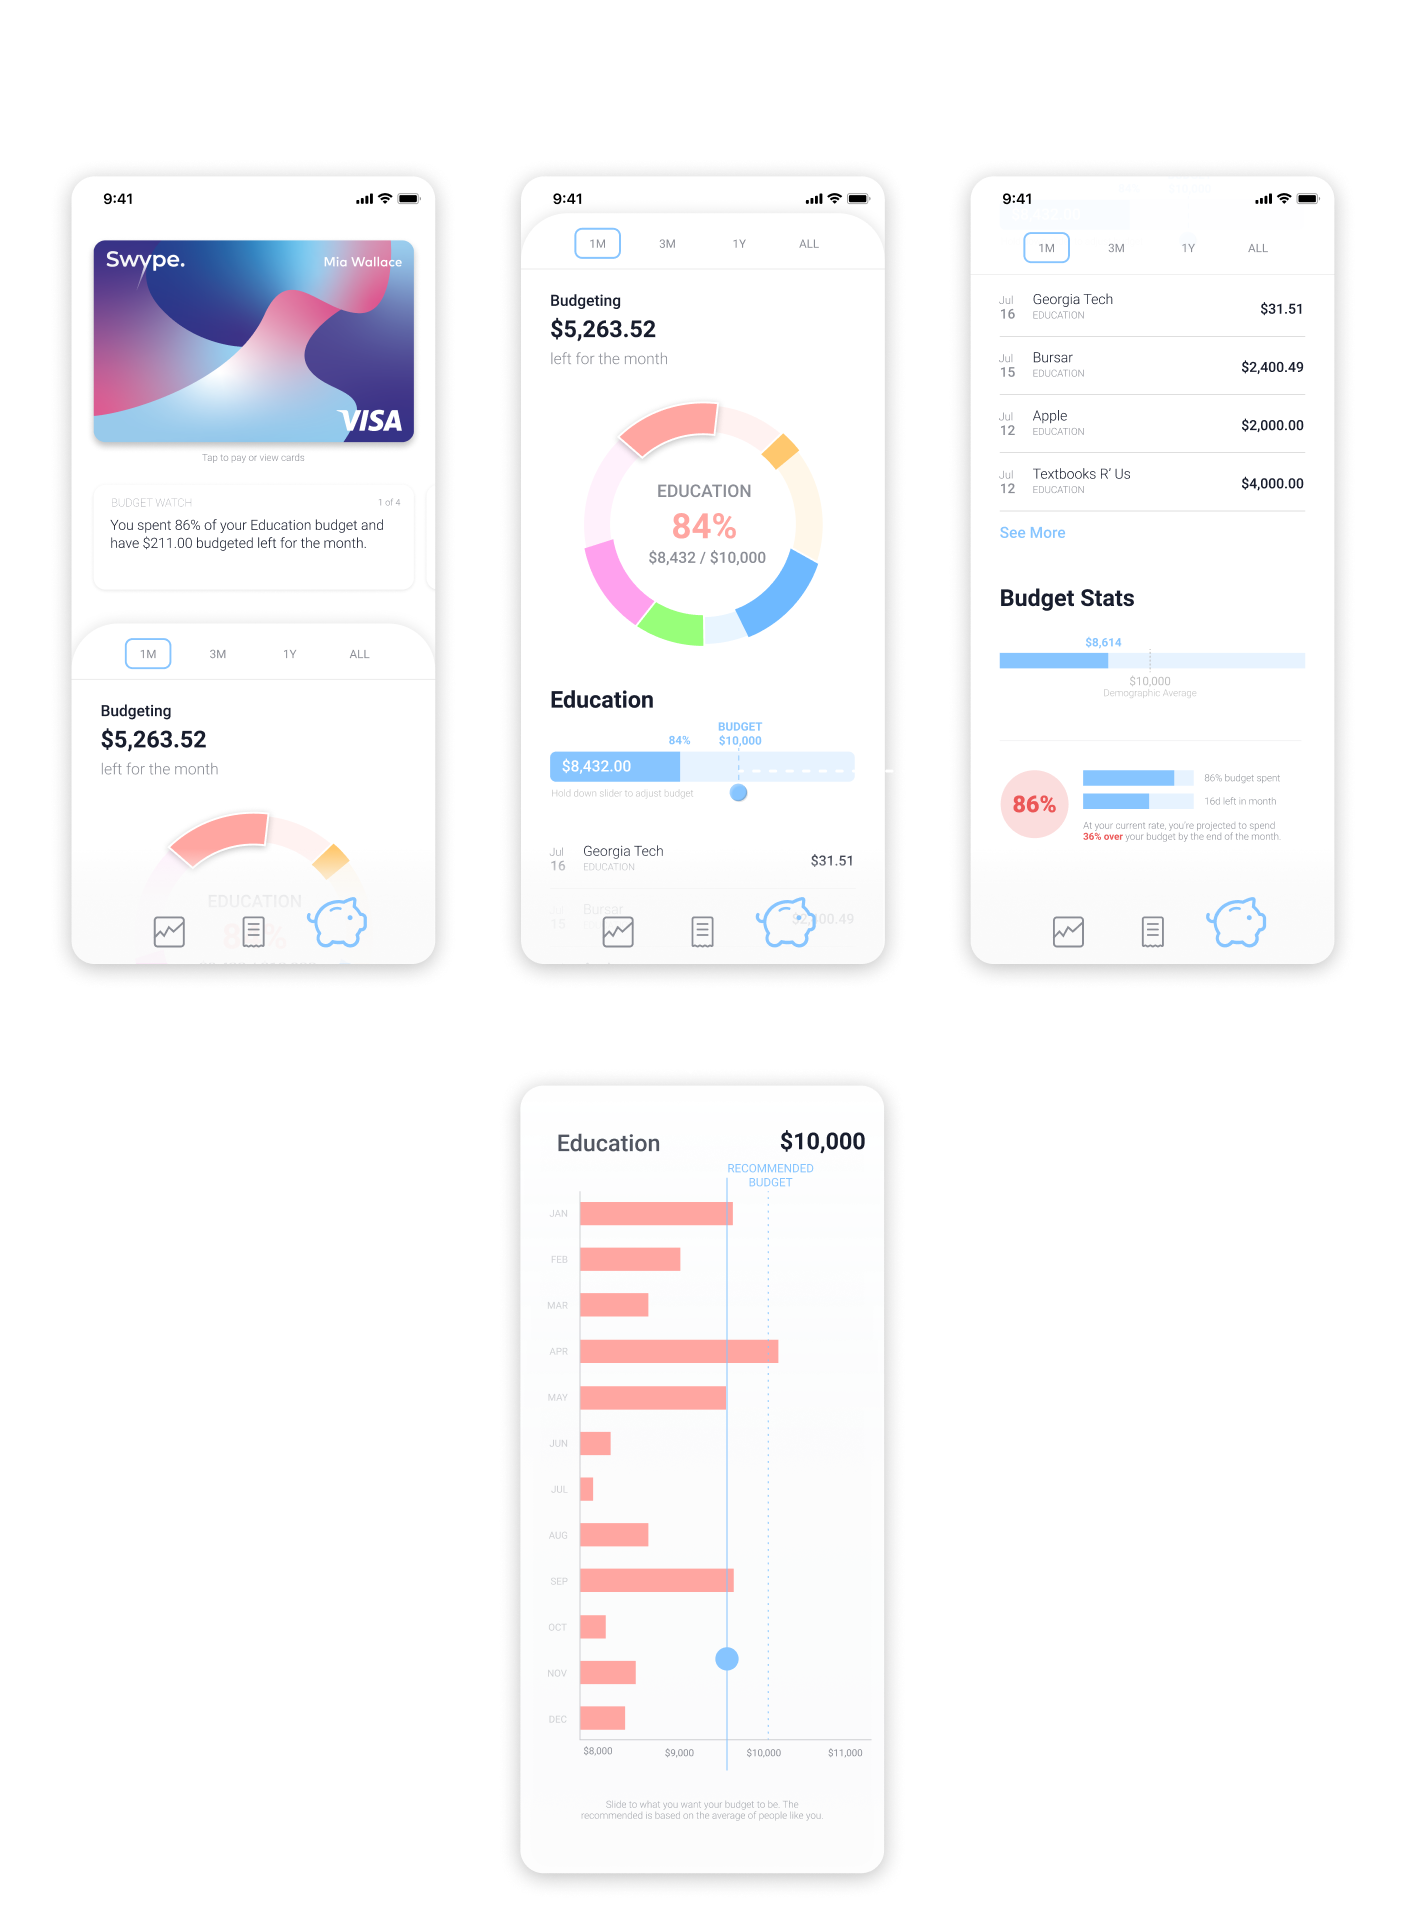 9:41
Swype.
Mia Wallace
VISA
Tap to pay or view cards
BUDGET WATCH
1 of 4
You spent 86% of your Education budget and
have $211.00 budgeted left for the month.
1M 3M 1Y ALL
Budgeting
$5,263.52
left for the month
EDUCATION
9:41
1M 3M 1Y ALL
Budgeting
$5,263.52
left for the month
EDUCATION
84%
$8,432 / $10,000
Education
BUDGET
84% $10,000
$8,432.00
Hold down slider to adjust budget
Jul 16 Georgia Tech $31.51
EDUCATION
Jul 15 Bursar $2,400.49
9:41
$8,432.00
1M 3M 1Y ALL
Jul 16 Georgia Tech $31.51
EDUCATION
Jul 15 Bursar $2,400.49
EDUCATION
Jul 12 Apple $2,000.00
EDUCATION
Jul 12 Textbooks R’ Us $4,000.00
EDUCATION
See More
Budget Stats
$8,614
$10,000
Demographic Average
86%
86% budget spent
16d left in month
At your current rate, you're projected to spend
36% over your budget by the end of the month.
Education $10,000
RECOMMENDED
BUDGET
JAN
FEB
MAR
APR
MAY
JUN
JUL
AUG
SEP
OCT
NOV
DEC
$8,000 $9,000 $10,000 $11,000
Slide to what you want your budget to be. The
recommended is based on the average of people like you.